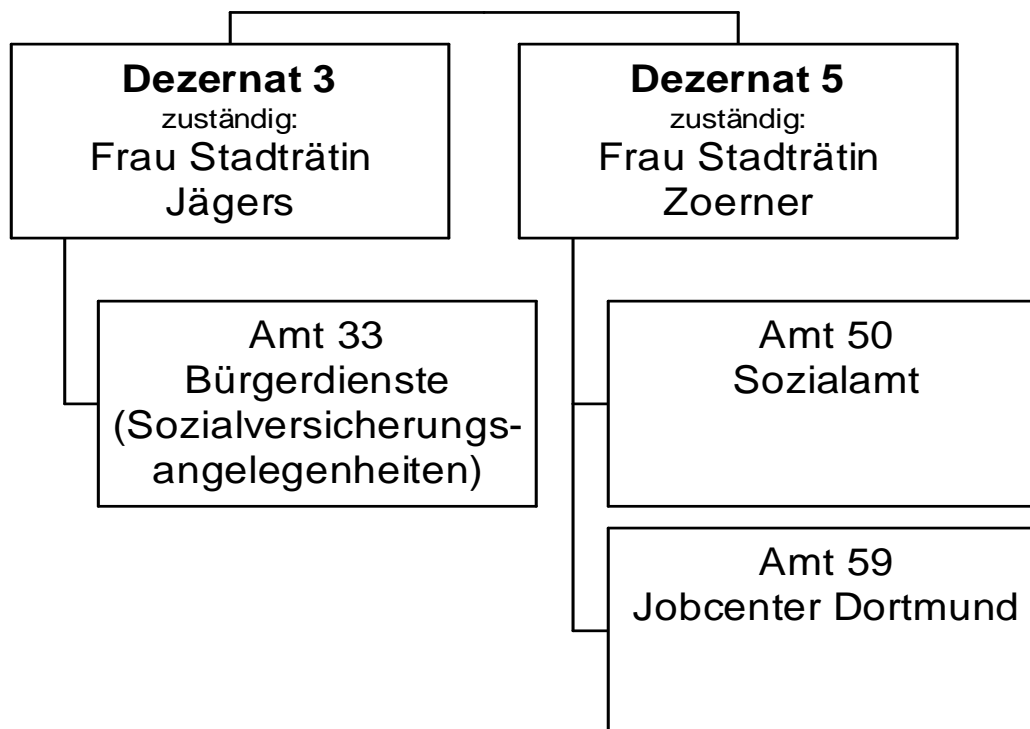 Dezernat 3
zuständig:
Frau Stadträtin
Jägers
Dezernat 5
zuständig:
Frau Stadträtin
Zoerner
Amt 33
Bürgerdienste
(Sozialversicherungs-
angelegenheiten)
Amt 50
Sozialamt
Amt 59
Jobcenter Dortmund